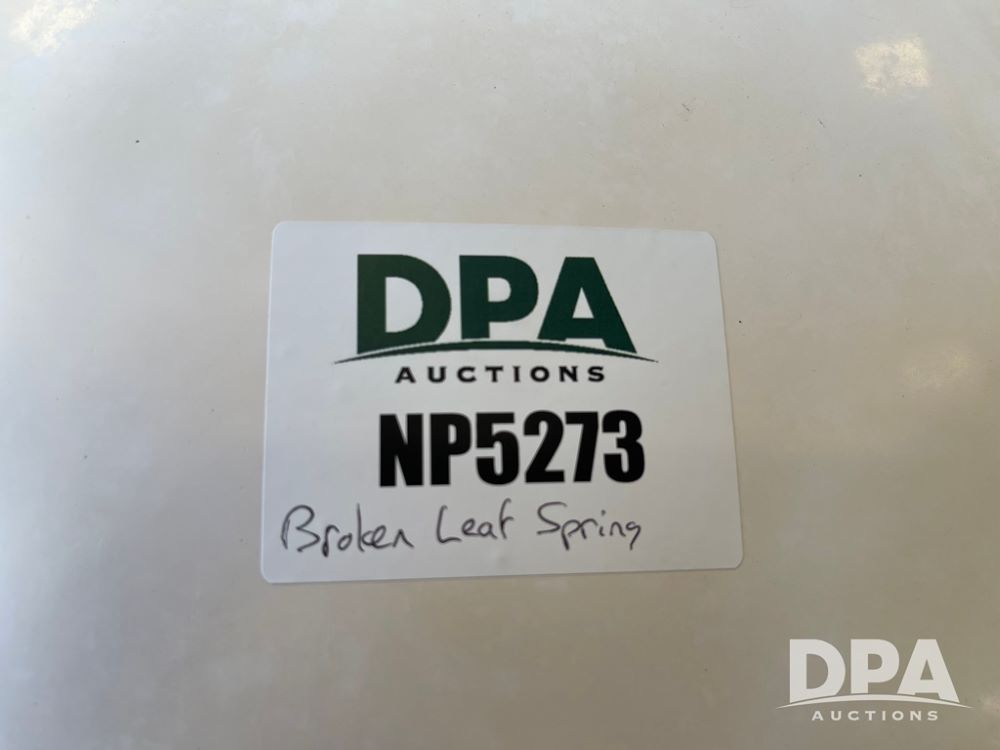 DPA
AUCTIONS
NP5273
Broken Leaf Spring
DPA
AUCTIONS